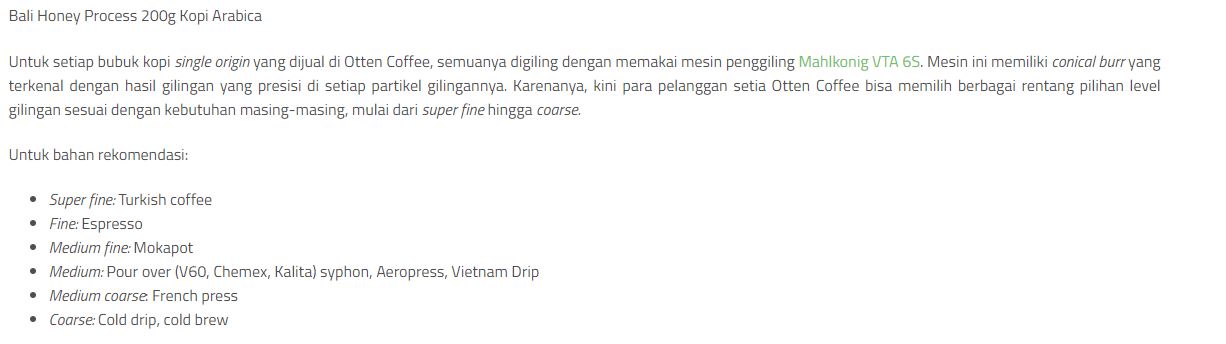 Bali Honey Process 200g Kopi Arabica
Untuk setiap bubuk kopi single origin yang dijual di Otten Coffee, semuanya digiling dengan memakai mesin penggiling Mahlkonig VTA 6S. Mesin ini memiliki conical burr yang
terkenal dengan hasil gilingan yang presisi di setiap partikel gilingannya. Karenanya, kini para pelanggan setia Otten Coffee bisa memilih berbagai rentang pilihan level
gilingan sesuai dengan kebutuhan masing-masing, mulai dari super fine hingga coarse.
Untuk bahan rekomendasi:
• Super fine: Turkish coffee
• Fine: Espresso
• Medium fine: Mokapot
• Medium: Pour over (V60, Chemex, Kalita) syphon, Aeropress, Vietnam Drip
• Medium coarse: French press
• Coarse: Cold drip, cold brew